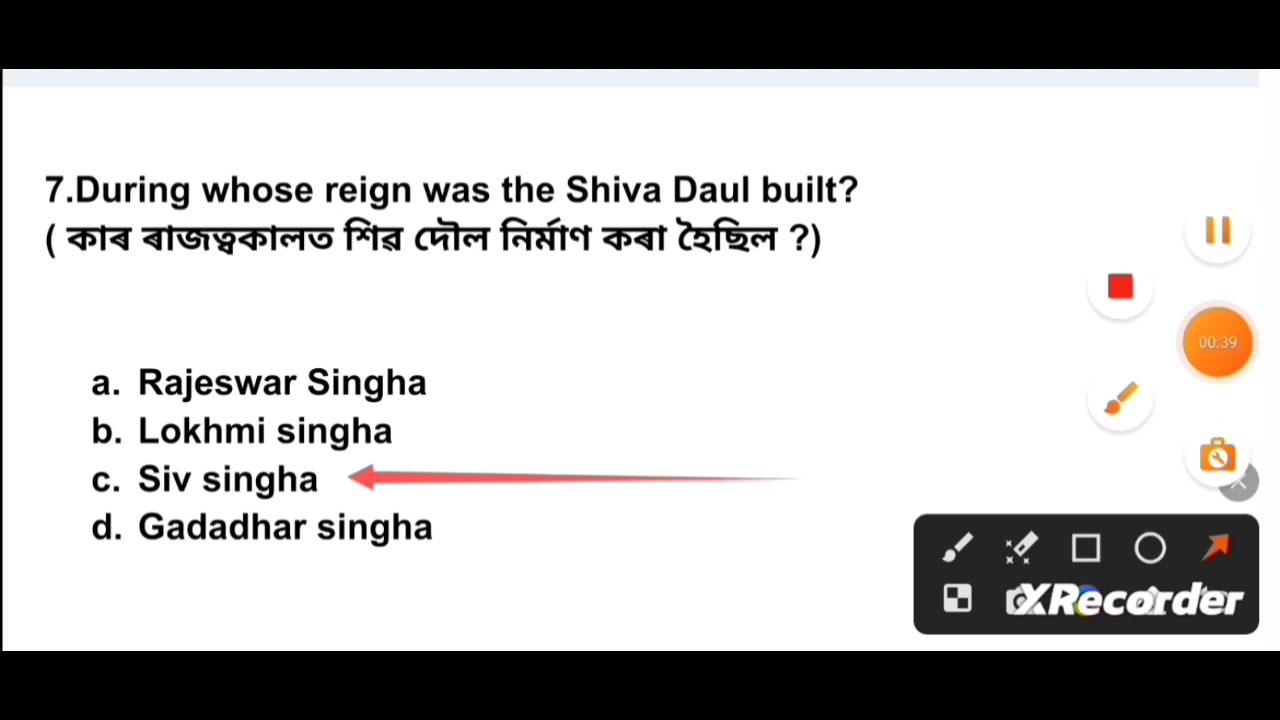 7.During whose reign was the Shiva Daul built?
( কাৰ ৰাজত্বকালত শিৱ দৌল নিৰ্মাণ কৰা হৈছিল ?)
a. Rajeswar Singha
b. Lokhmi singha
c. Siv singha
d. Gadadhar singha
00:39
XRecorder